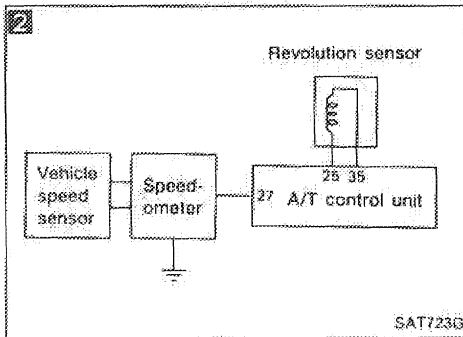 2
Revolution sensor
Vehicle
speed
sensor
Speed-
ometer
25 35
27 A/T control unit
SAT723G